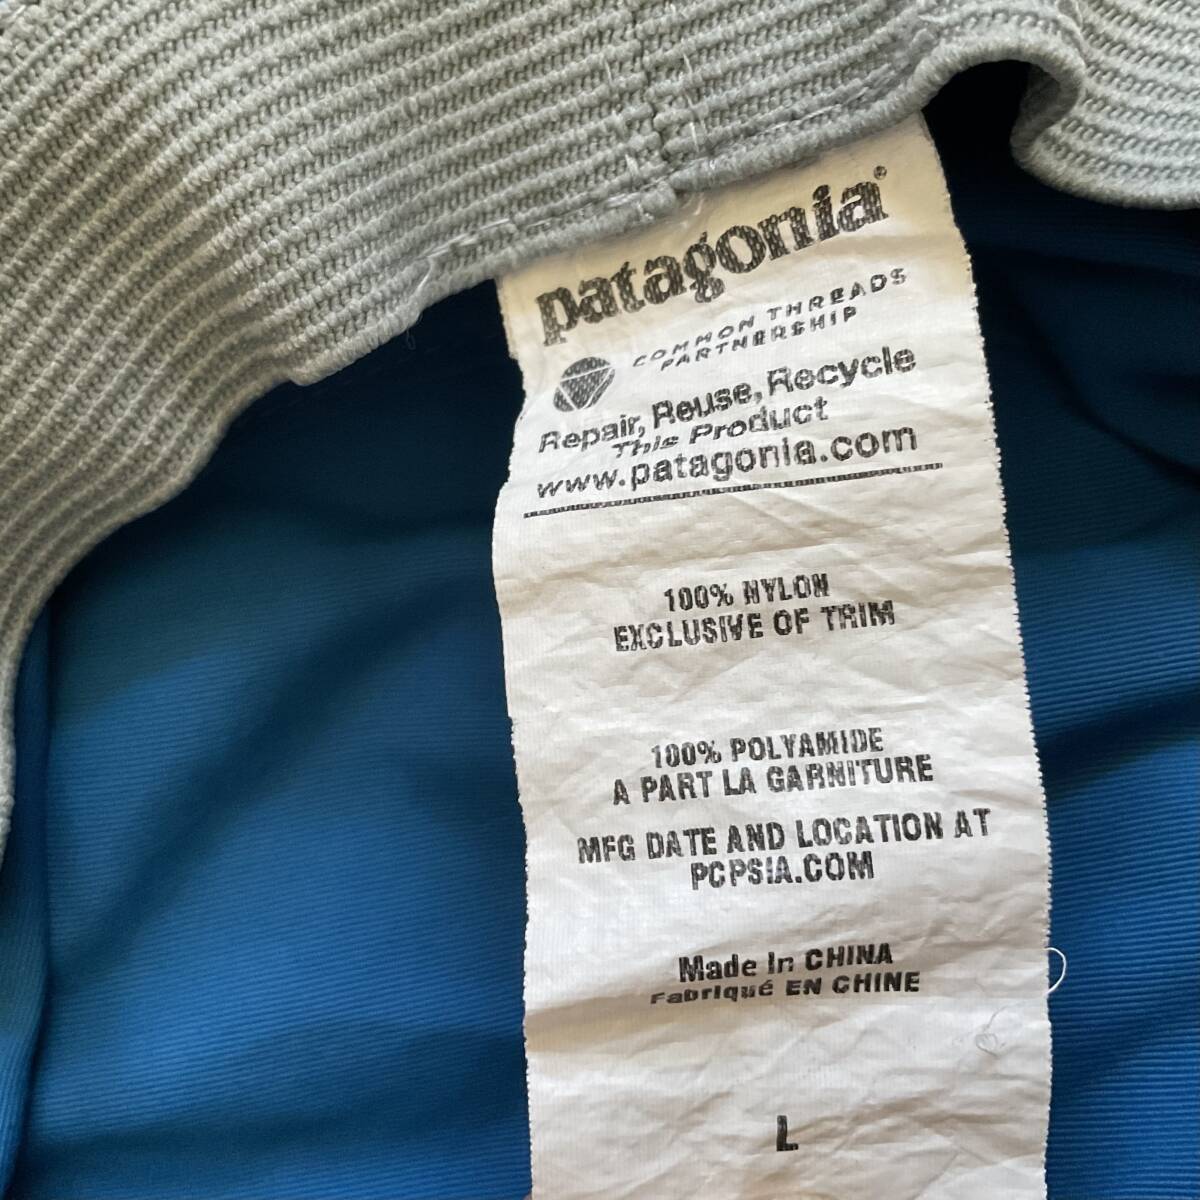 patagonia®
COMMON THREADS
PARTNERSHIP
Repair, Reuse, Recycle
This Product
www.patagonia.com
100% NYLON
EXCLUSIVE OF TRIM
100% POLYAMIDE
A PART LA GARNITURE
MFG DATE AND LOCATION AT
PCPSIA.COM
Made In CHINA
Fabriqué EN CHINE
L